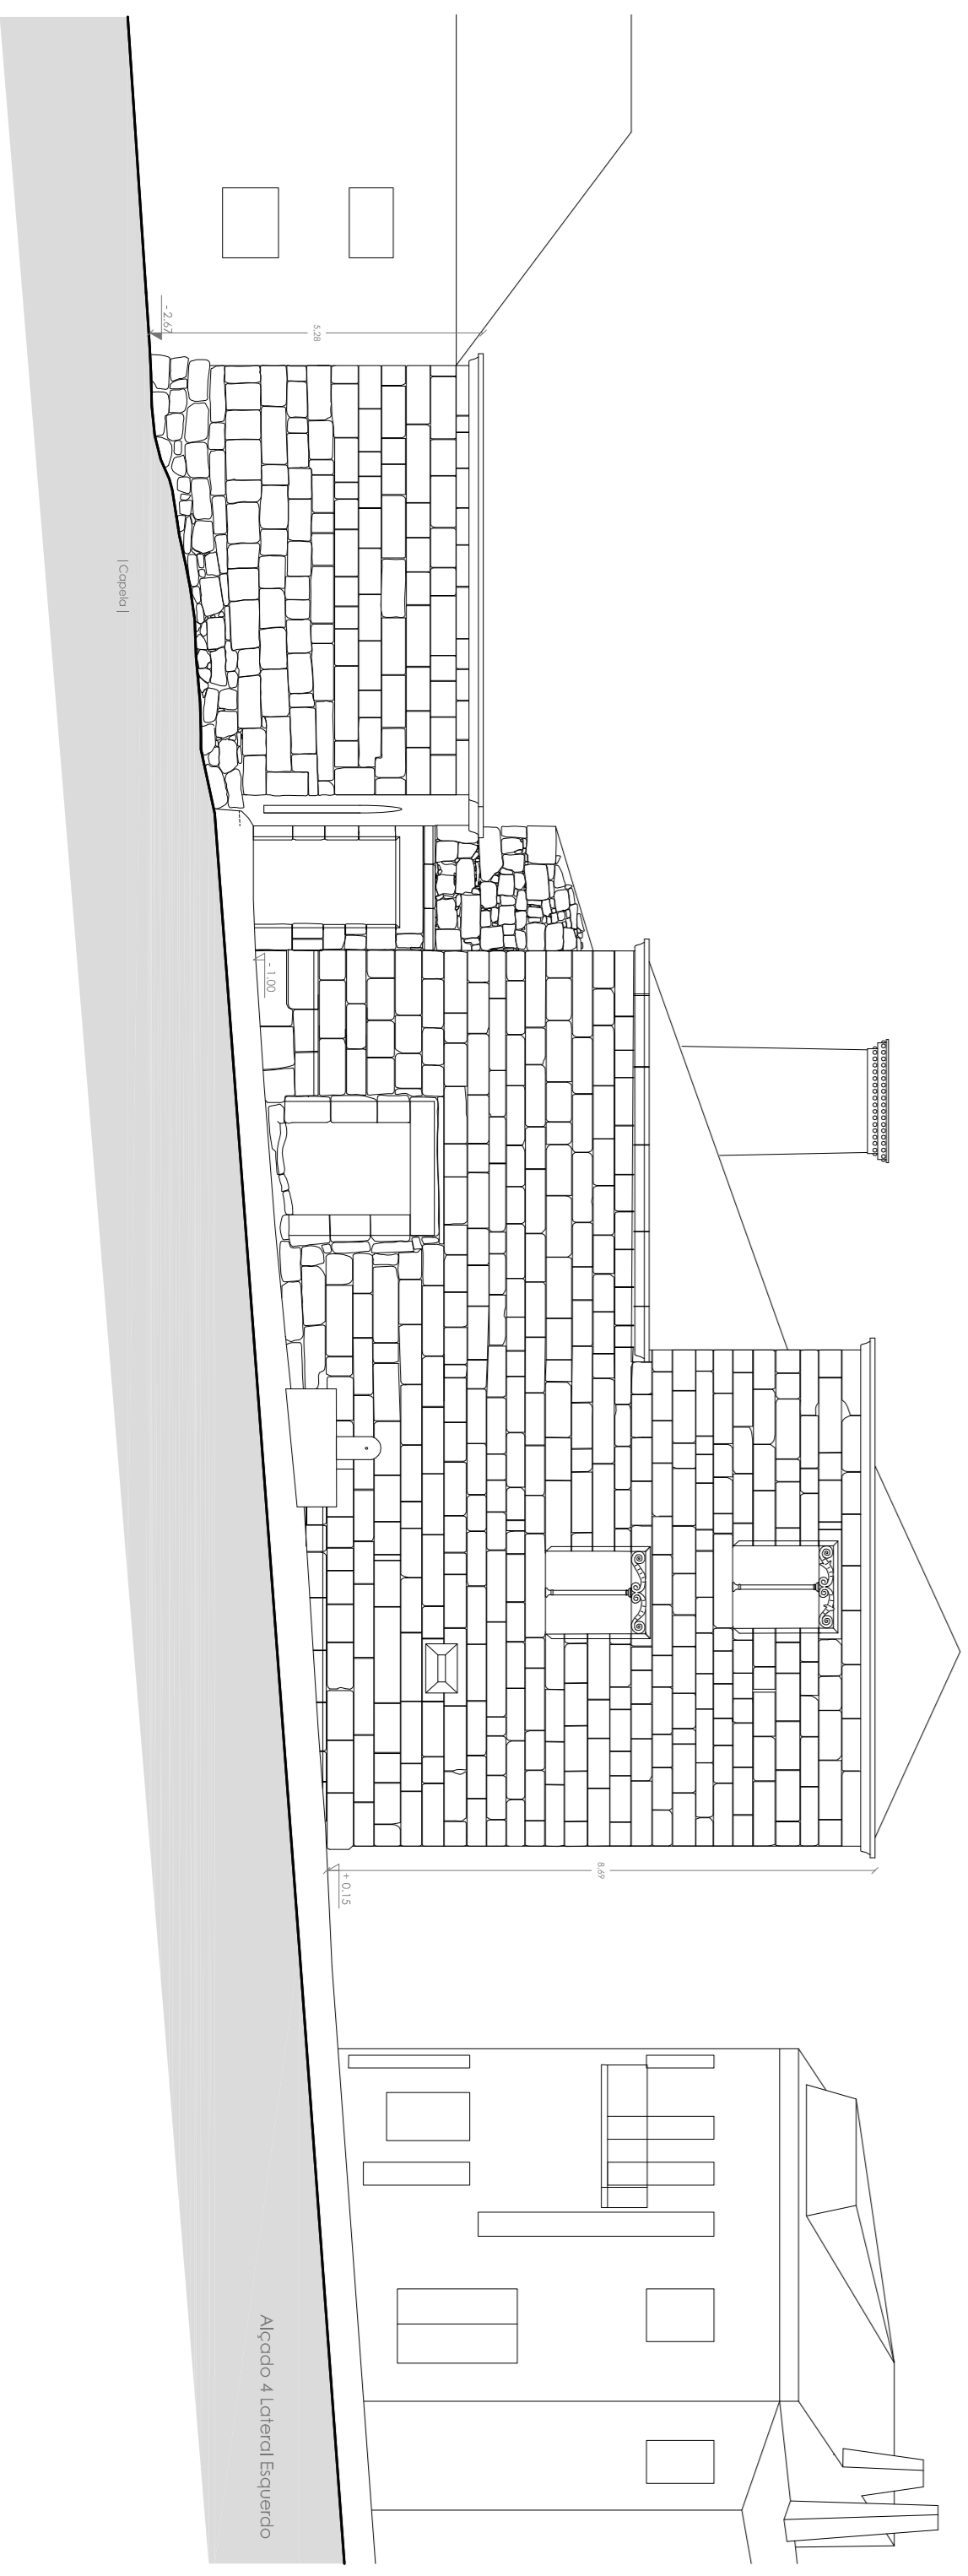 - 2.67
5.28
| Capela |
- 1.00
8.69
+ 0.15
Alçado 4 Lateral Esquerdo